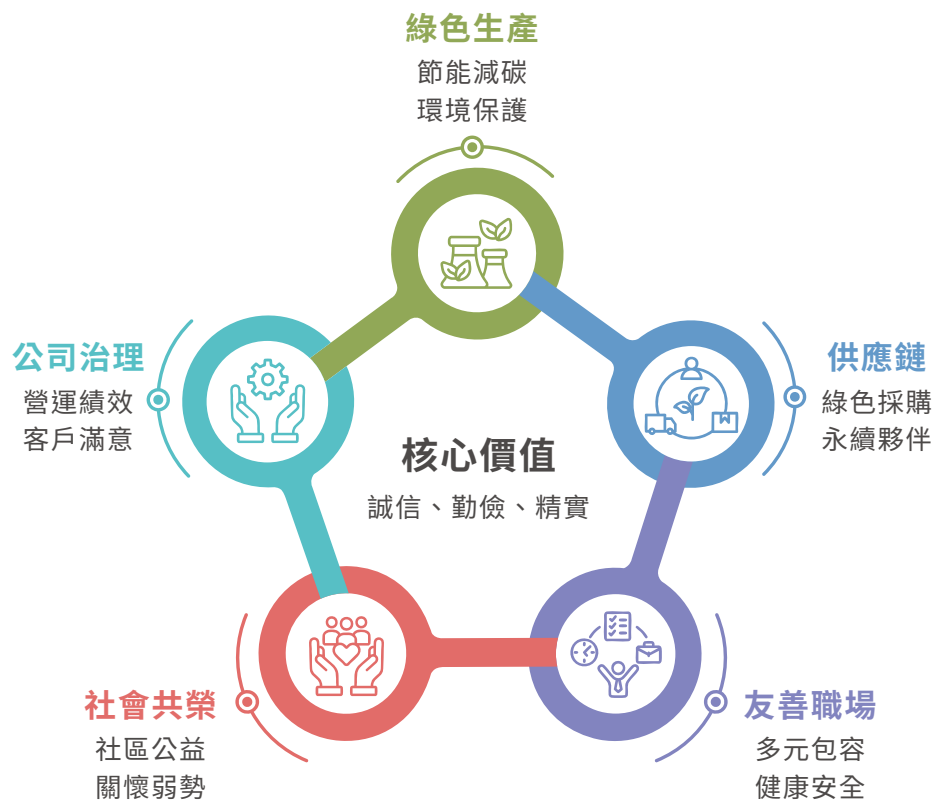 綠色生產
節能減碳
環境保護
公司治理
營運績效
客戶滿意
供應鏈
綠色採購
永續夥伴
核心價值
誠信、勤儉、精實
社會共榮
社區公益
關懷弱勢
友善職場
多元包容
健康安全